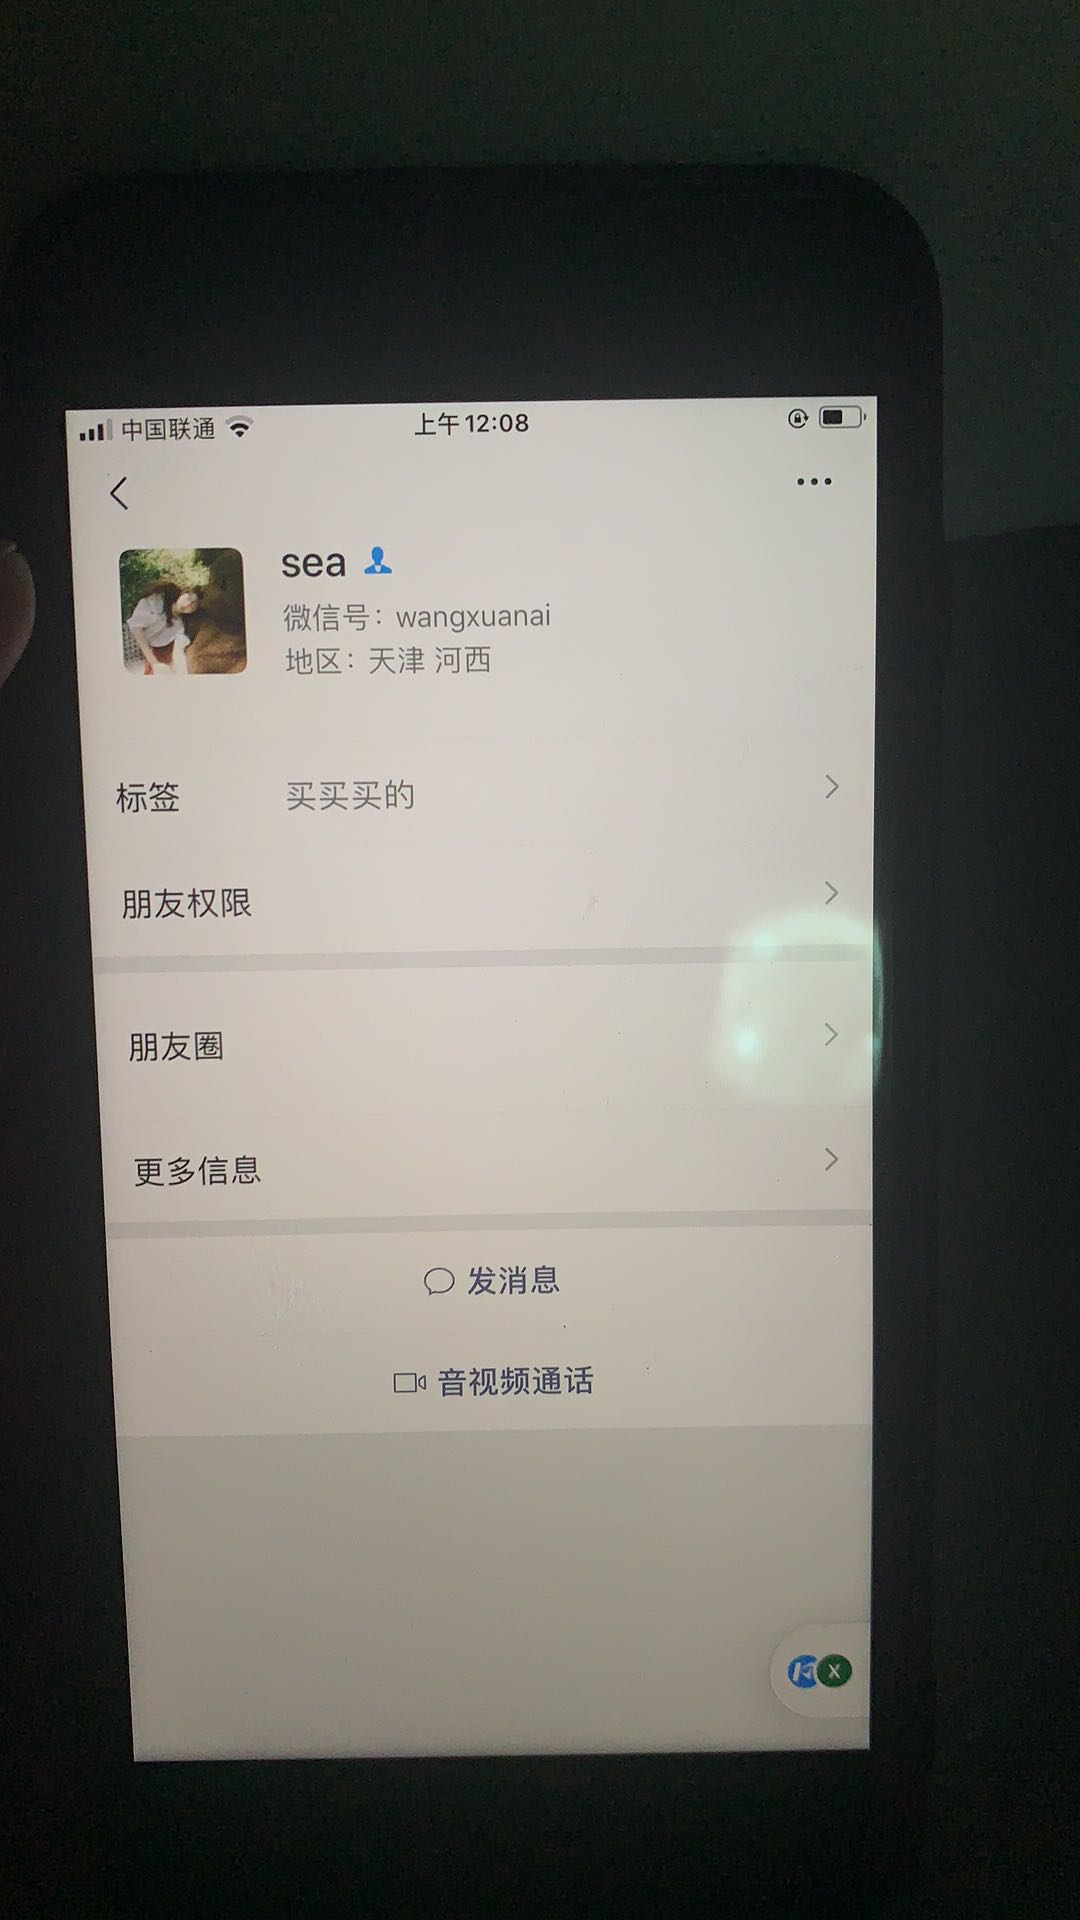 中国联通 上午12:08
sea
微信号：wangxuanai
地区：天津 河西
标签 买买买的
朋友权限
朋友圈
更多信息
发消息
音视频通话
X